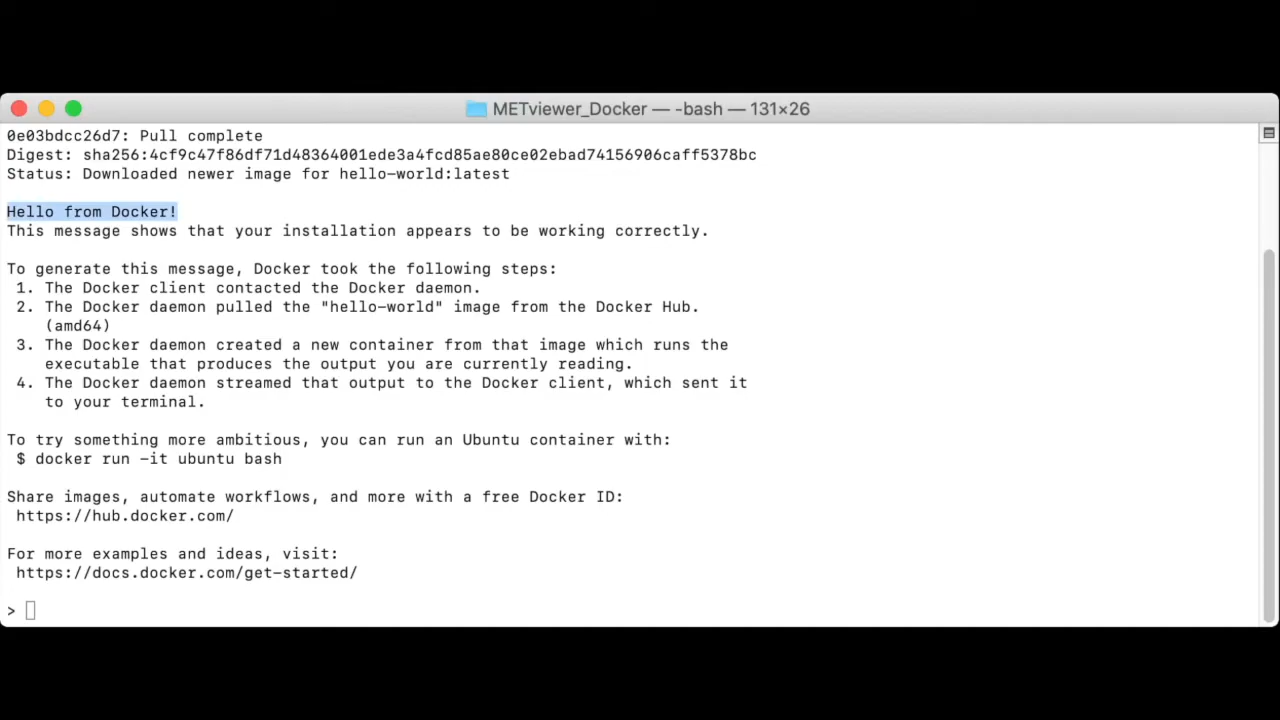 METviewer_Docker — -bash — 131×26
0e03bdcc26d7: Pull complete
Digest: sha256:4cf9c47f86df71d48364001ede3a4fcd85ae80ce02ebad74156906caff5378bc
Status: Downloaded newer image for hello-world:latest
Hello from Docker!
This message shows that your installation appears to be working correctly.
To generate this message, Docker took the following steps:
1. The Docker client contacted the Docker daemon.
2. The Docker daemon pulled the "hello-world" image from the Docker Hub.
(amd64)
3. The Docker daemon created a new container from that image which runs the
executable that produces the output you are currently reading.
4. The Docker daemon streamed that output to the Docker client, which sent it
to your terminal.
To try something more ambitious, you can run an Ubuntu container with:
$ docker run -it ubuntu bash
Share images, automate workflows, and more with a free Docker ID:
https://hub.docker.com/
For more examples and ideas, visit:
https://docs.docker.com/get-started/
>